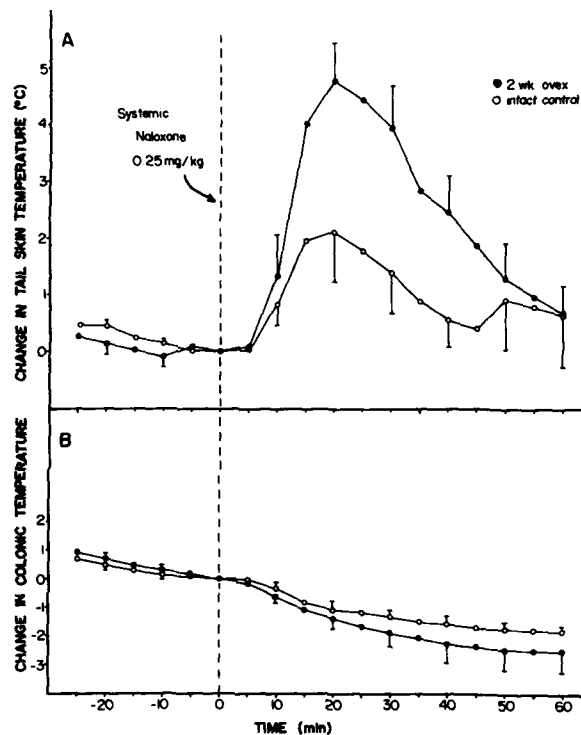 A
CHANGE IN TAIL SKIN TEMPERATURE (°C)
5
4
3
2
1
0
Systemic
Naloxone
0.25 mg/kg
2 wk ovex
intact control
B
CHANGE IN COLONIC TEMPERATURE
2
1
0
-1
-2
-3
-20 -10 0 10 20 30 40 50 60
TIME (min)